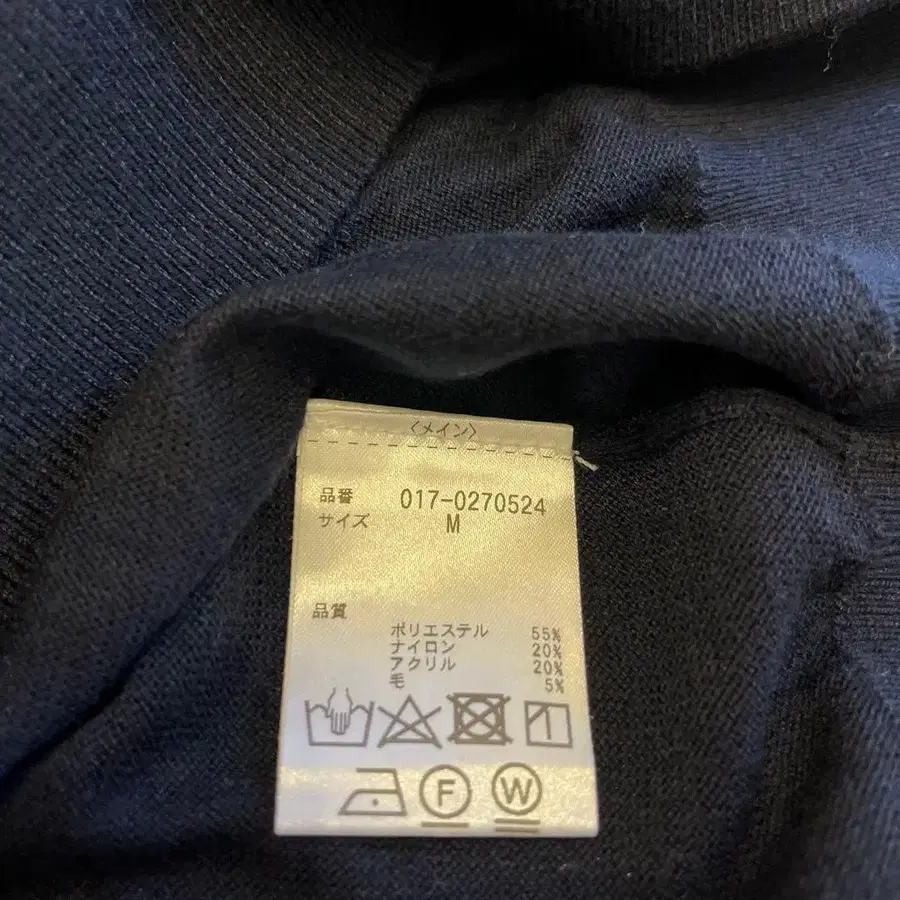 〈メイン〉
品番 017-0270524
サイズ M
品質
ポリエステル 55%
ナイロン 20%
アクリル 20%
毛 5%
F W